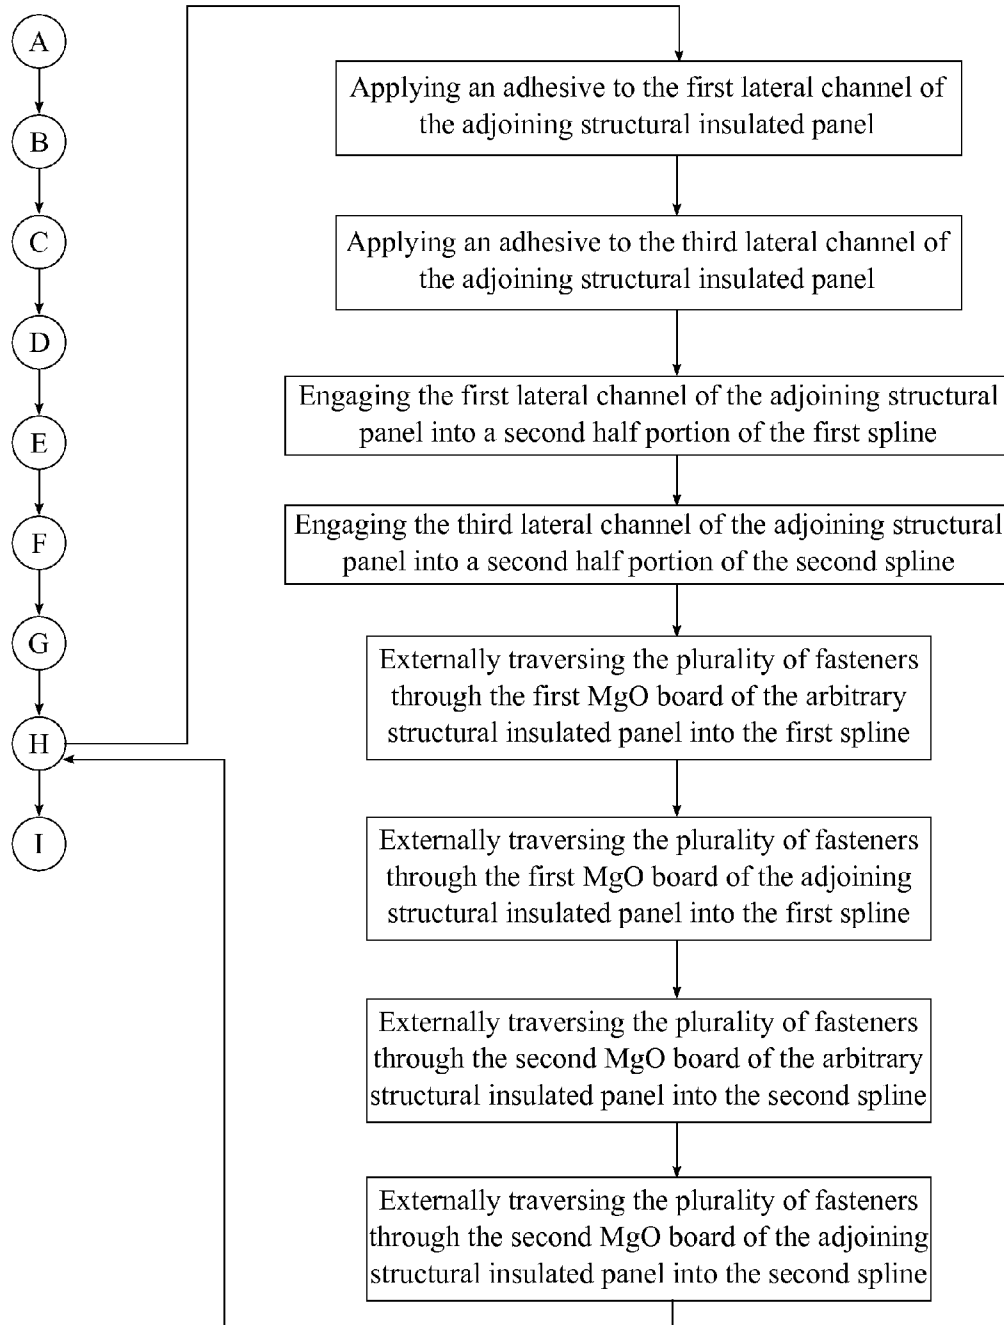 A
B
C
D
E
F
G
H
I
Applying an adhesive to the first lateral channel of
the adjoining structural insulated panel
Applying an adhesive to the third lateral channel of
the adjoining structural insulated panel
Engaging the first lateral channel of the adjoining structural
panel into a second half portion of the first spline
Engaging the third lateral channel of the adjoining structural
panel into a second half portion of the second spline
Externally traversing the plurality of fasteners
through the first MgO board of the arbitrary
structural insulated panel into the first spline
Externally traversing the plurality of fasteners
through the first MgO board of the adjoining
structural insulated panel into the first spline
Externally traversing the plurality of fasteners
through the second MgO board of the arbitrary
structural insulated panel into the second spline
Externally traversing the plurality of fasteners
through the second MgO board of the adjoining
structural insulated panel into the second spline